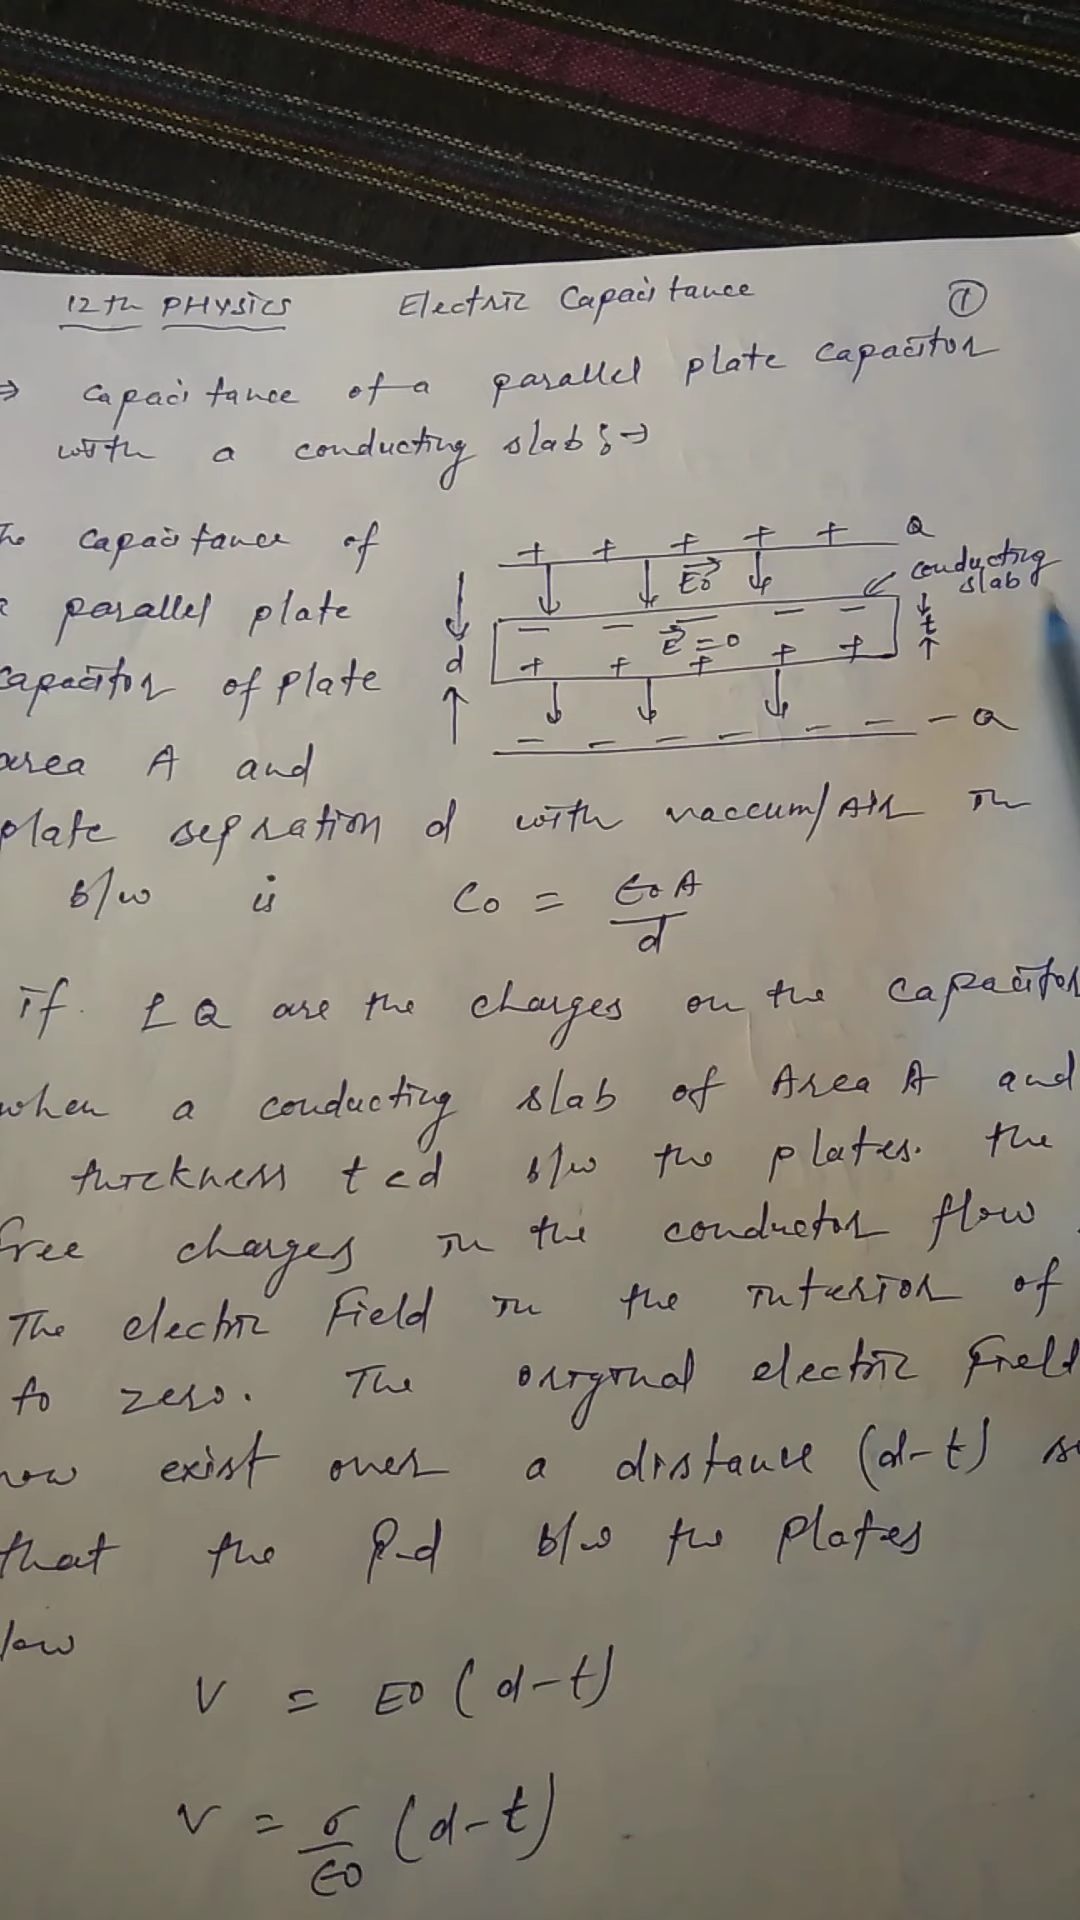 12th PHYSICS Electric Capacitance 1
⇒ Capacitance of a parallel plate capacitor
with a conducting slab :→
The capacitance of
a parallel plate
capacitor of plate
area A and
+ + + + + Q
E0
conducting
slab
d
E = 0
t
+ + + + +
- Q
plate sepration d with vaccum/Air in
b/w is C0 = ϵ0 A / d
if ± Q are the charges on the capacitor
when a conducting slab of Area A and
thickness t<d b/w the plates. the
free charges in the conductor flow
The electric Field in the interior of
to zero. The original electric field
now exist over a distance (d-t) so
that the P.d b/w the plates
V = E0 (d-t)
V = σ/ϵ0 (d-t)